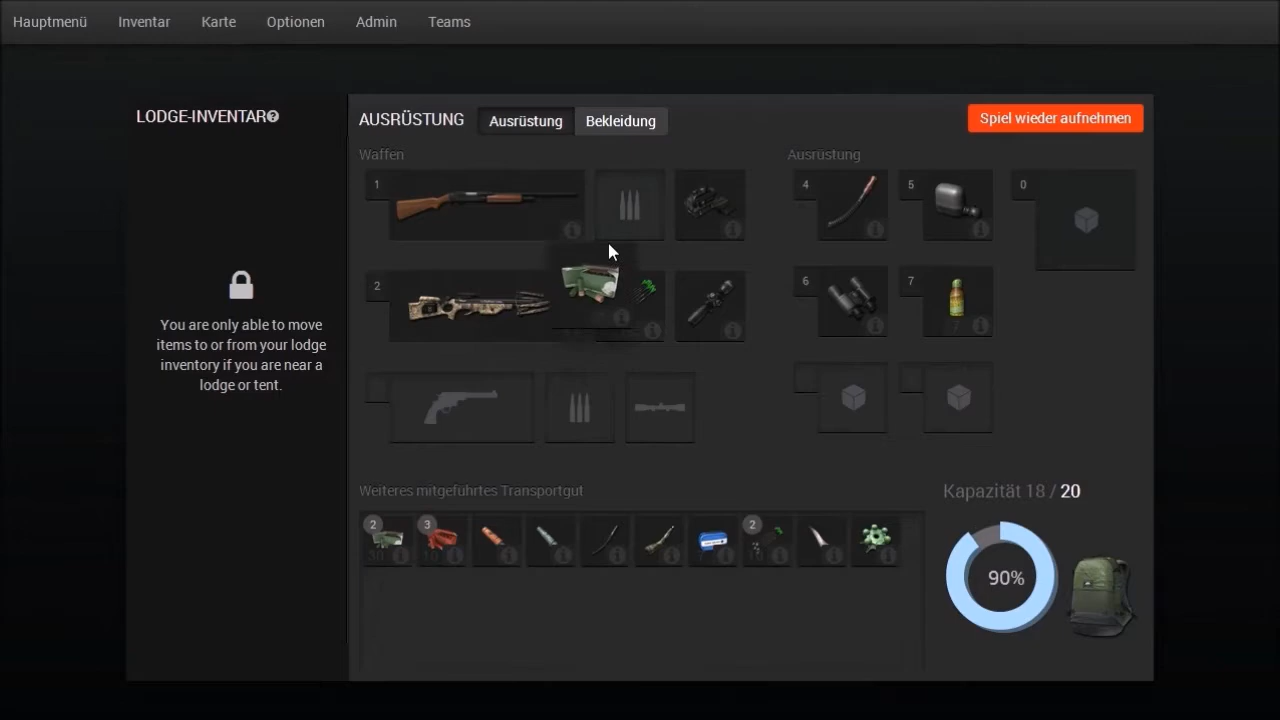 Hauptmenü Inventar Karte Optionen Admin Teams
LODGE-INVENTAR
You are only able to move
items to or from your lodge
inventory if you are near a
lodge or tent.
AUSRÜSTUNG Ausrüstung Bekleidung Spiel wieder aufnehmen
Waffen Ausrüstung
1 4 5 0
2 6 7
Weiteres mitgeführtes Transportgut Kapazität 18 / 20
2 3 2
90%